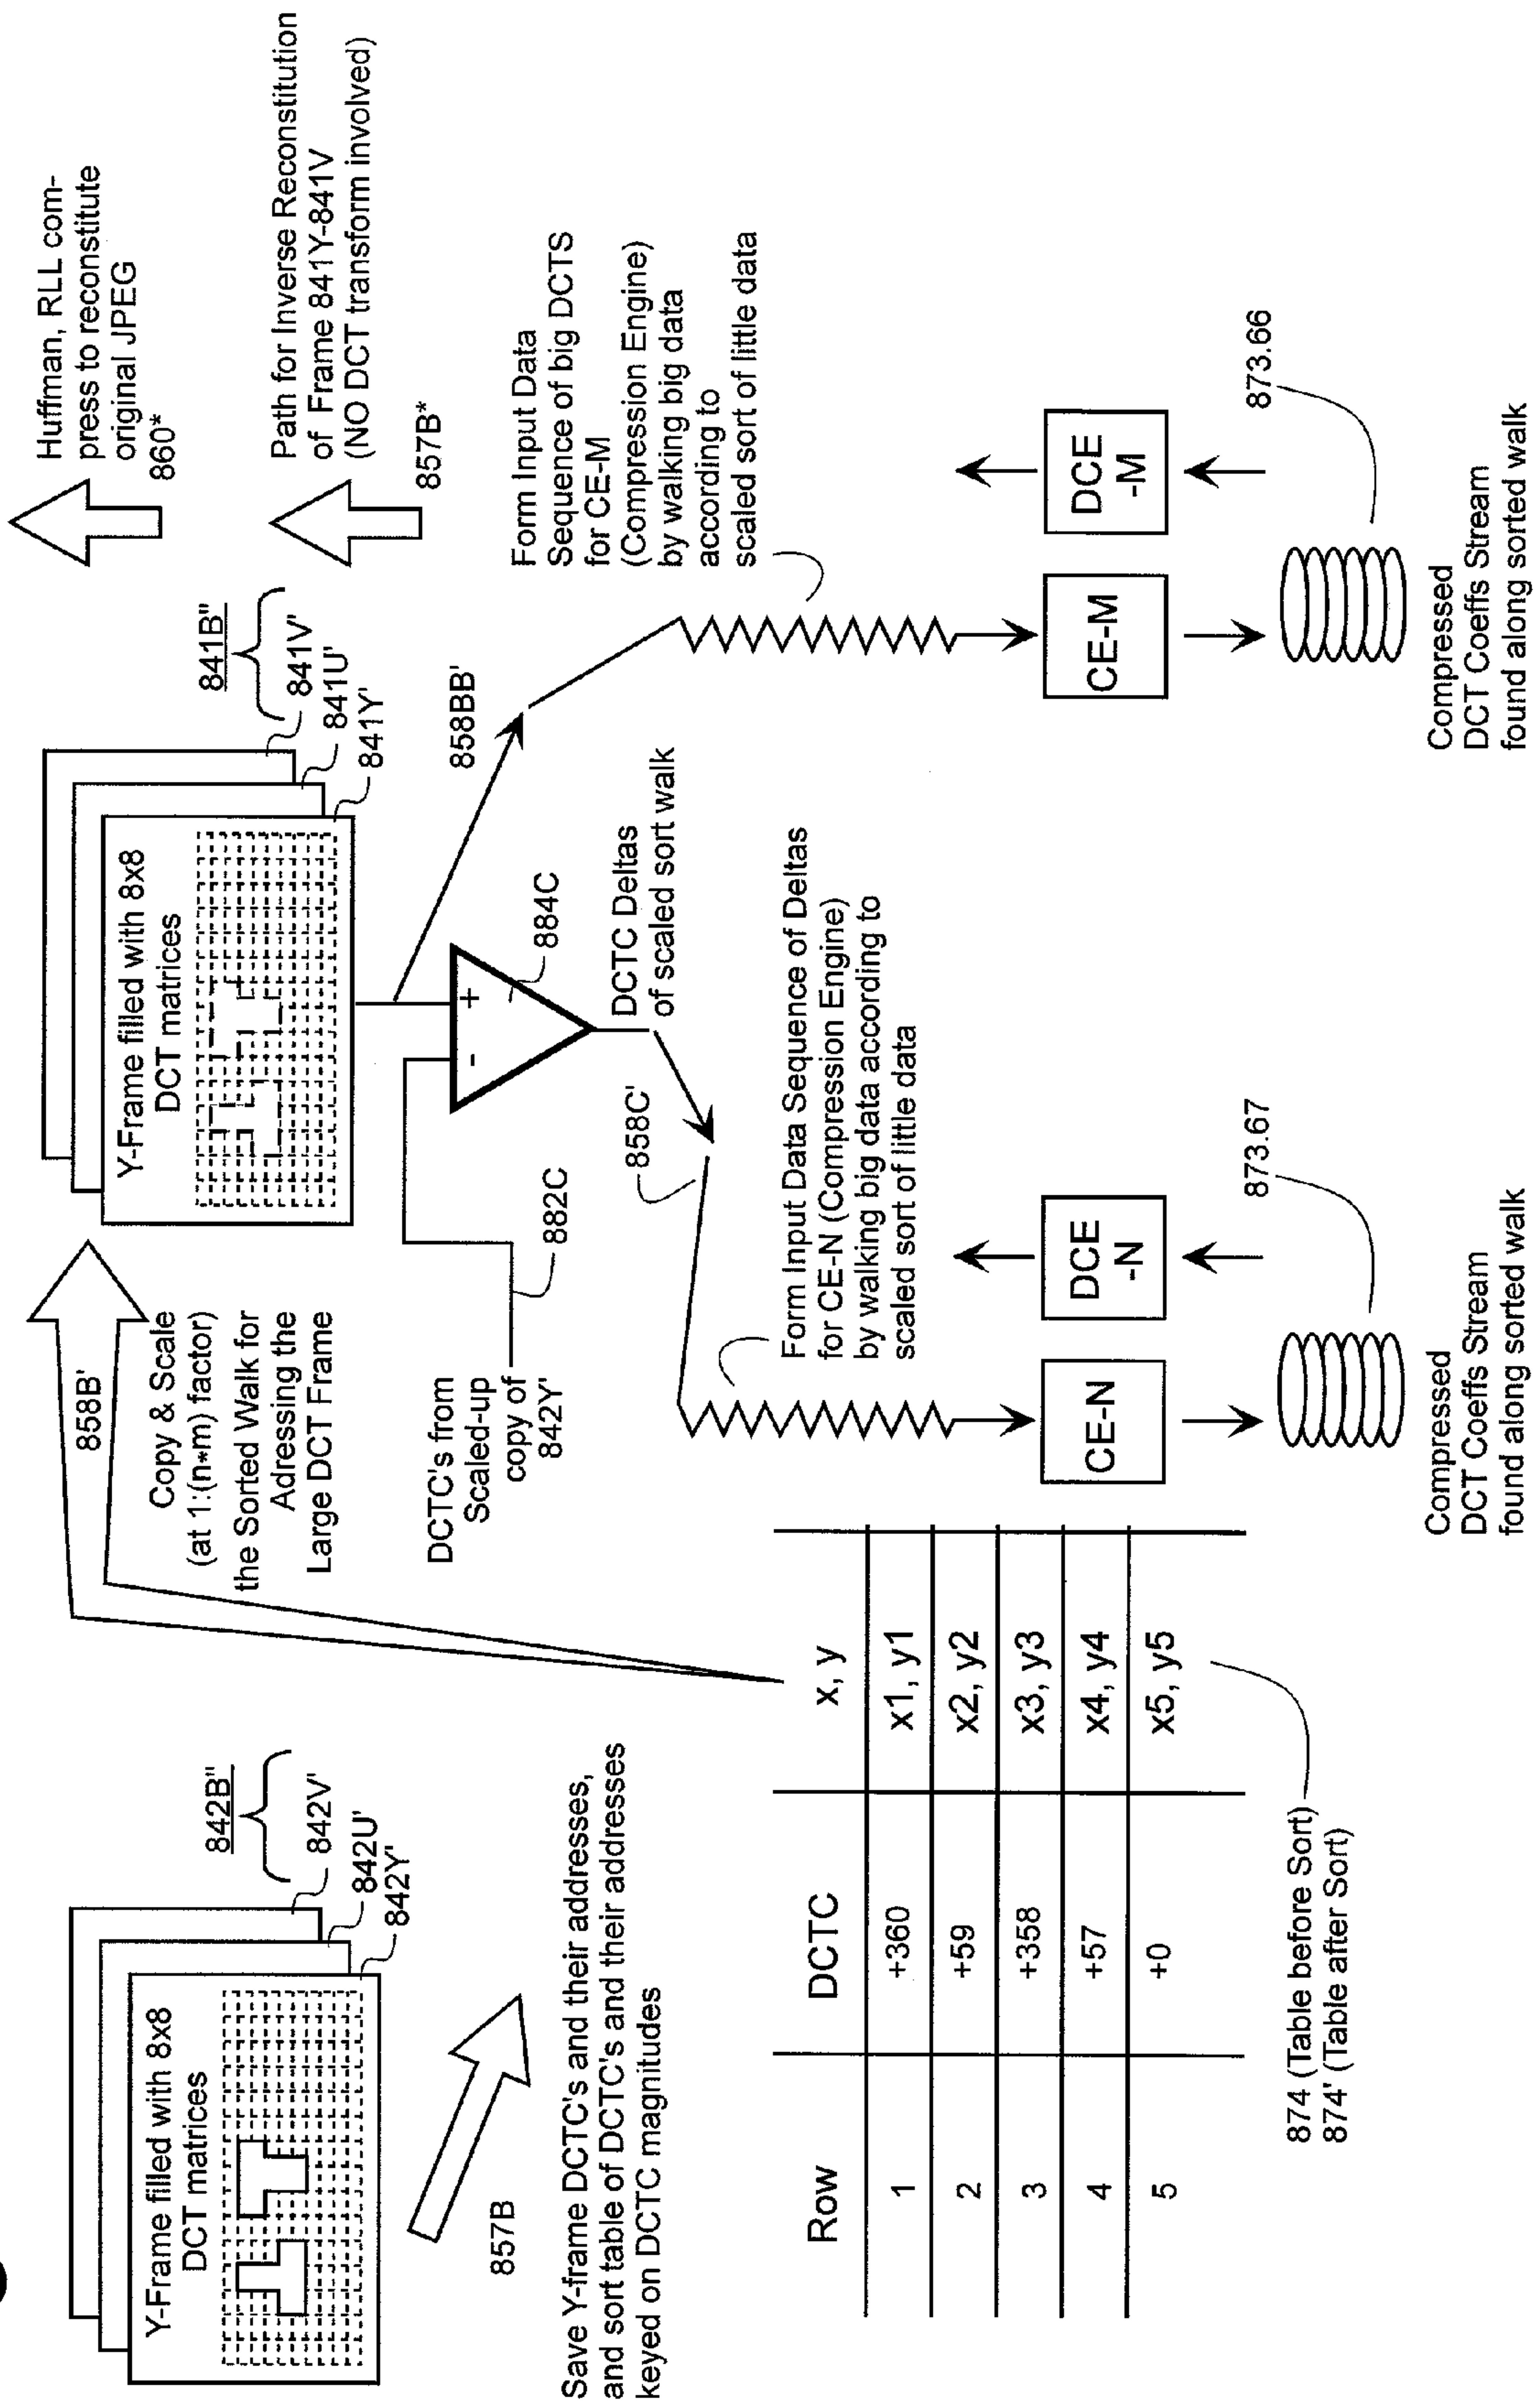 842B"
842V'
842U'
842Y'
Y-Frame filled with 8x8
DCT matrices
857B
Save Y-frame DCTC's and their addresses,
and sort table of DCTC's and their addresses
keyed on DCTC magnitudes
Row DCTC x, y
1 +360 x1, y1
2 +59 x2, y2
3 +358 x3, y3
4 +57 x4, y4
5 +0 x5, y5
874 (Table before Sort)
874' (Table after Sort)
858B'
Copy & Scale
(at 1:(n*m) factor)
the Sorted Walk for
Adressing the
Large DCT Frame
841B"
841V'
841U'
841Y'
Y-Frame filled with 8x8
DCT matrices
DCTC's from
Scaled-up
copy of
842Y'
882C
- +
884C
DCTC Deltas
of scaled sort walk
858C'
858BB'
Form Input Data Sequence of Deltas
for CE-N (Compression Engine)
by walking big data according to
scaled sort of little data
CE-N
DCE
-N
873.67
Compressed
DCT Coeffs Stream
found along sorted walk
Huffman, RLL com-
press to reconstitute
original JPEG
860*
Path for Inverse Reconstitution
of Frame 841Y-841V
(NO DCT transform involved)
857B*
Form Input Data
Sequence of big DCTS
for CE-M
(Compression Engine)
by walking big data
according to
scaled sort of little data
CE-M
DCE
-M
873.66
Compressed
DCT Coeffs Stream
found along sorted walk